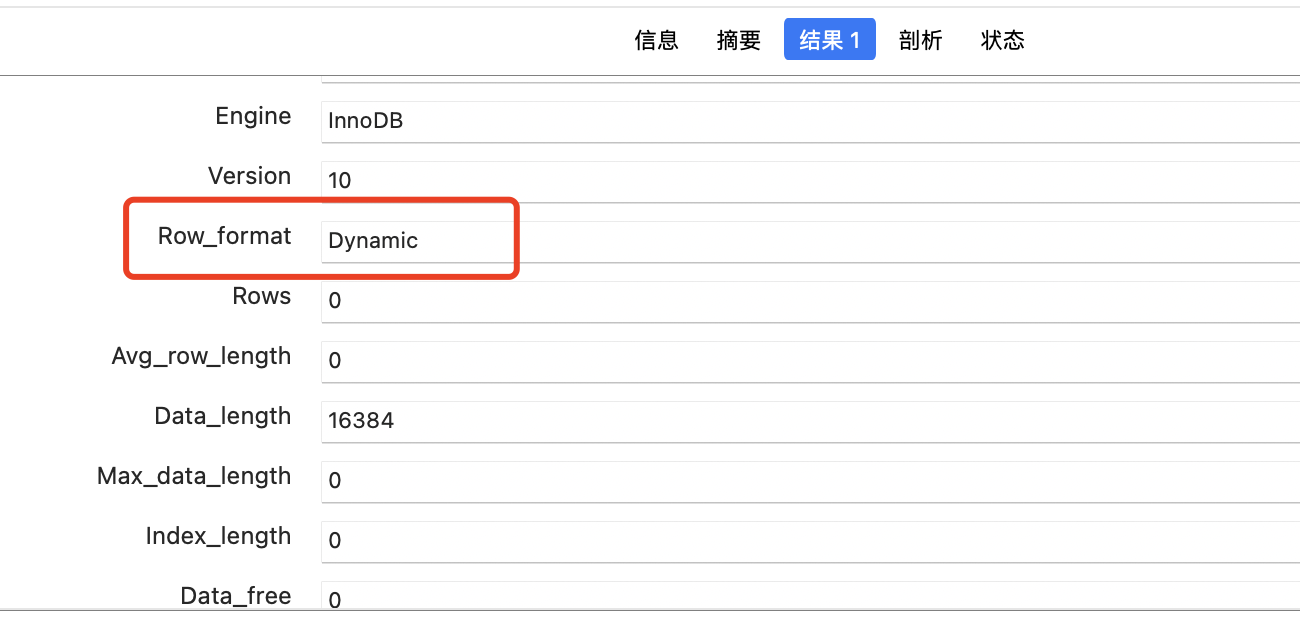 信息 摘要 结果 1 剖析 状态
Engine InnoDB
Version 10
Row_format Dynamic
Rows 0
Avg_row_length 0
Data_length 16384
Max_data_length 0
Index_length 0
Data_free 0